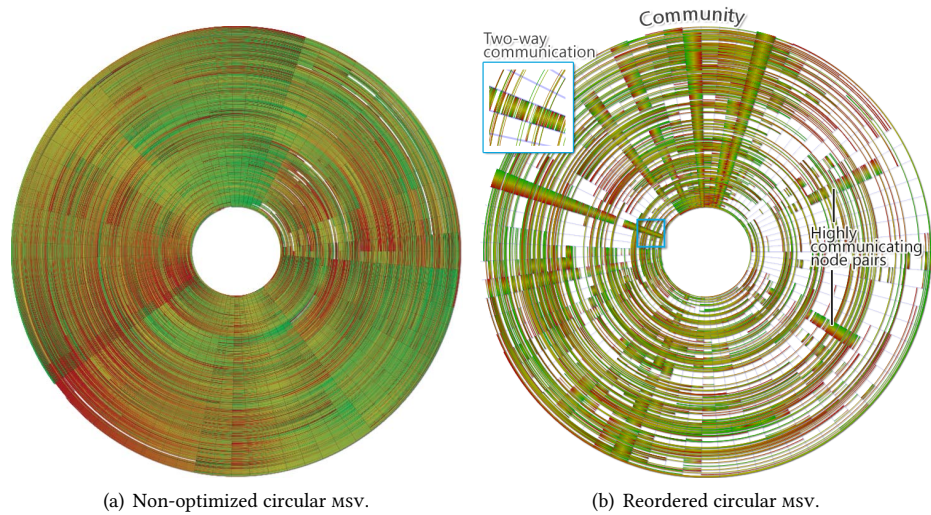 Community
Two-way
communication
Highly
communicating
node pairs
(a) Non-optimized circular MSV.
(b) Reordered circular MSV.